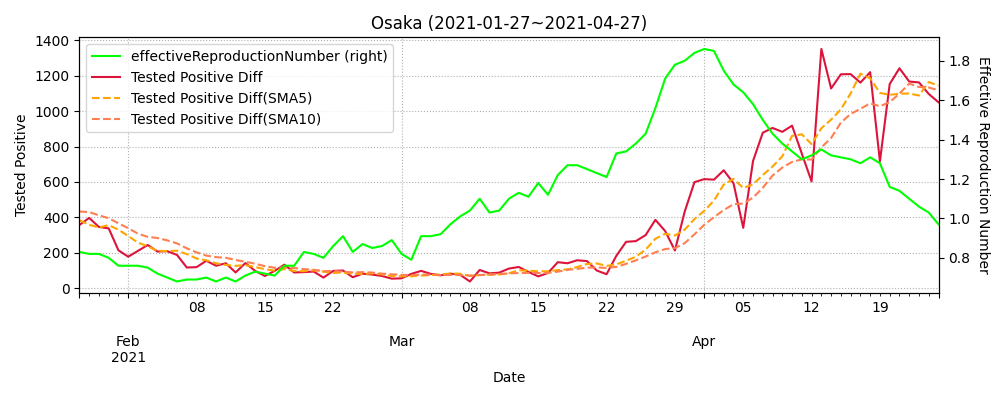 Osaka (2021-01-27~2021-04-27)
effectiveReproductionNumber (right)
Tested Positive Diff
Tested Positive Diff(SMA5)
Tested Positive Diff(SMA10)
Tested Positive
1400
1200
1000
800
600
400
200
0
1.8
1.6
1.4
1.2
1.0
0.8
Effective Reproduction Number
08 15 22 08 15 22 29 05 12 19
Feb Mar Apr
2021
Date